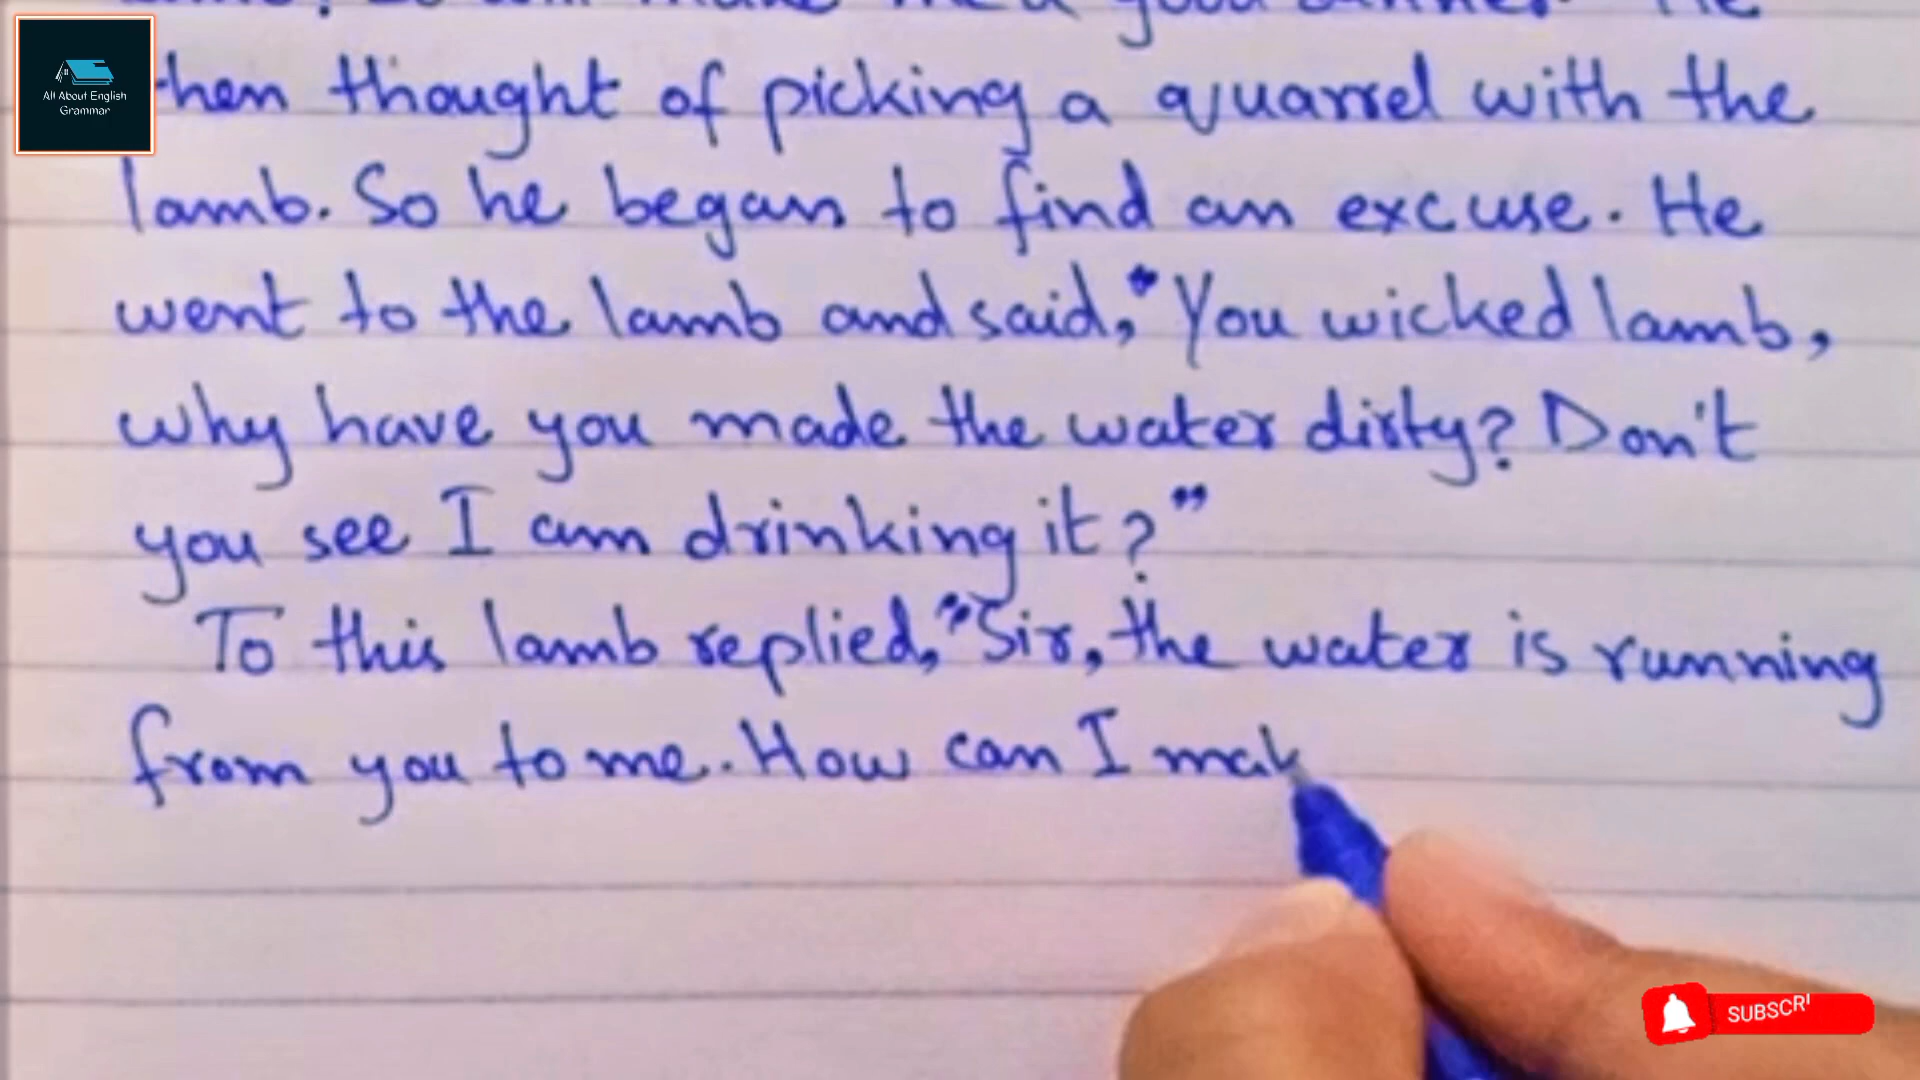 good dinner." He
All About English
Grammar
then thought of picking a quarrel with the
lamb. So he began to find an excuse. He
went to the lamb and said, "You wicked lamb,
why have you made the water dirty? Don't
you see I am drinking it?"
To this lamb replied, "Sir, the water is running
from you to me. How can I mak
SUBSCRI